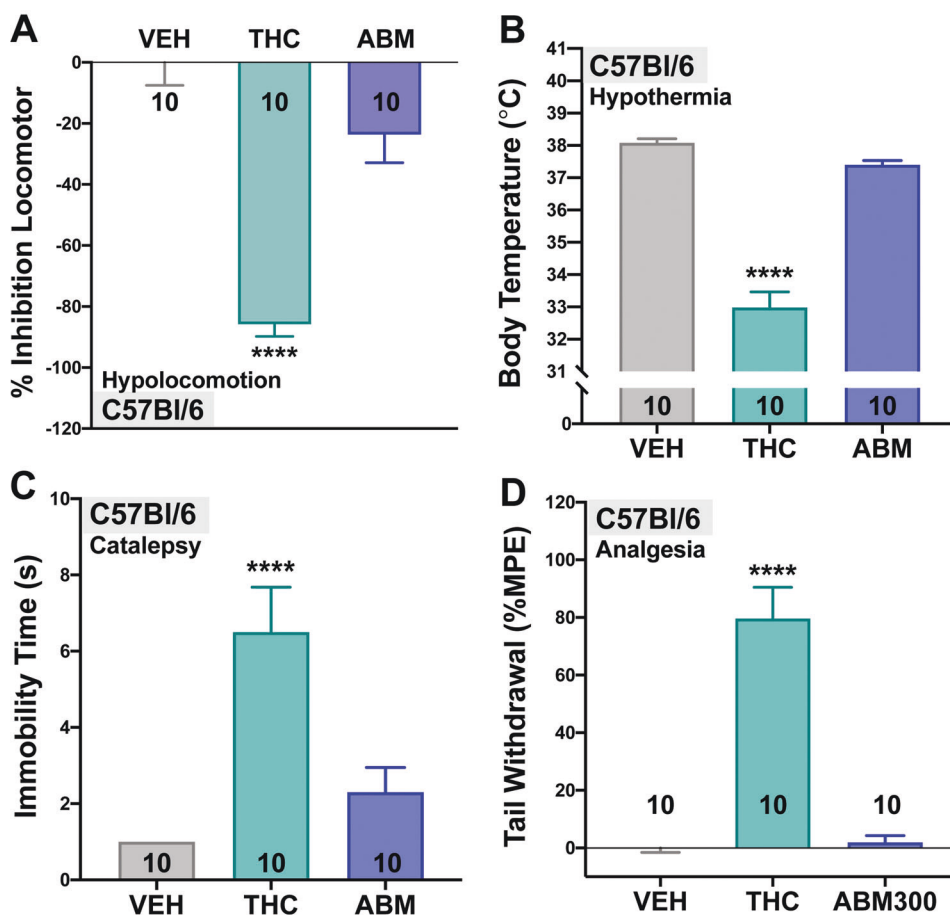 A
VEH THC ABM
% Inhibition Locomotor
0
-20
-40
-60
-80
-100
-120
10 10 10
****
Hypolocomotion
C57Bl/6
B
C57Bl/6
Hypothermia
Body Temperature (°C)
41
40
39
38
37
36
35
34
33
32
31
0
****
10 10 10
VEH THC ABM
C
C57Bl/6
Catalepsy
Immobility Time (s)
10
8
6
4
2
0
****
10 10 10
VEH THC ABM
D
C57Bl/6
Analgesia
Tail Withdrawal (%MPE)
120
100
80
60
40
20
0
****
10 10 10
VEH THC ABM300